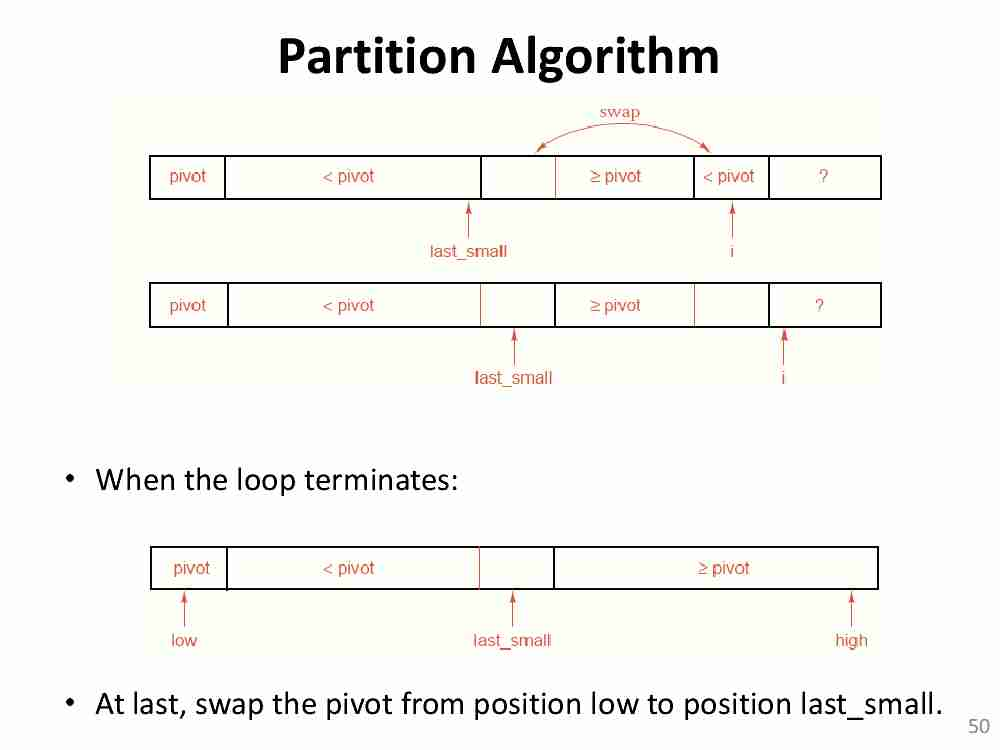 Partition Algorithm
swap
pivot < pivot ≥ pivot < pivot ?
last_small i
pivot < pivot ≥ pivot ?
last_small i
• When the loop terminates:
pivot < pivot ≥ pivot
low last_small high
• At last, swap the pivot from position low to position last_small.
50